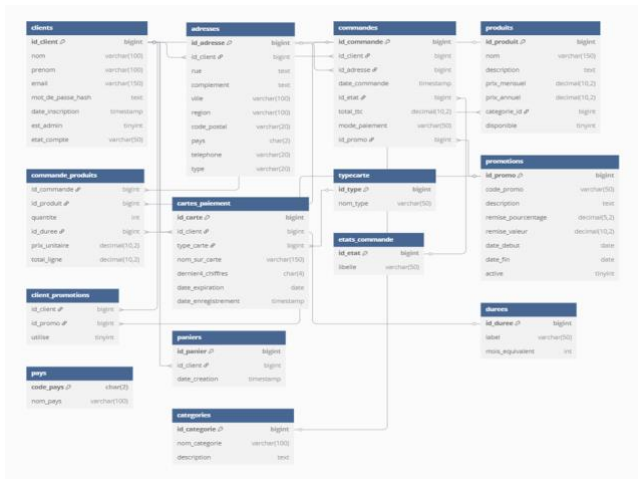 clients
id_client bigint
nom varchar(100)
prenom varchar(100)
email varchar(150)
mot_de_passe_hash text
date_inscription timestamp
est_admin tinyint
etat_compte varchar(50)
adresses
id_adresse bigint
id_client bigint
rue text
complement text
ville varchar(100)
region varchar(100)
code_postal varchar(20)
pays char(2)
telephone varchar(20)
type varchar(20)
commandes
id_commande bigint
id_client bigint
id_adresse bigint
date_commande timestamp
id_etat bigint
total_ttc decimal(10,2)
mode_paiement varchar(50)
id_promo bigint
produits
id_produit bigint
nom varchar(150)
description text
prix_mensuel decimal(10,2)
prix_annuel decimal(10,2)
categorie_id bigint
disponible tinyint
commande_produits
id_commande bigint
id_produit bigint
quantite int
id_duree bigint
prix_unitaire decimal(10,2)
total_ligne decimal(10,2)
cartes_paiement
id_carte bigint
id_client bigint
type_carte bigint
nom_sur_carte varchar(150)
dernier4_chiffres char(4)
date_expiration date
date_enregistrement timestamp
typecarte
id_type bigint
nom_type varchar(50)
promotions
id_promo bigint
code_promo varchar(50)
description text
remise_pourcentage decimal(5,2)
remise_valeur decimal(10,2)
date_debut date
date_fin date
active tinyint
etats_commande
id_etat bigint
libelle varchar(50)
client_promotions
id_client bigint
id_promo bigint
utilise tinyint
durees
id_duree bigint
label varchar(50)
mois_equivalent int
paniers
id_panier bigint
id_client bigint
date_creation timestamp
pays
code_pays char(2)
nom_pays varchar(100)
categories
id_categorie bigint
nom_categorie varchar(100)
description text